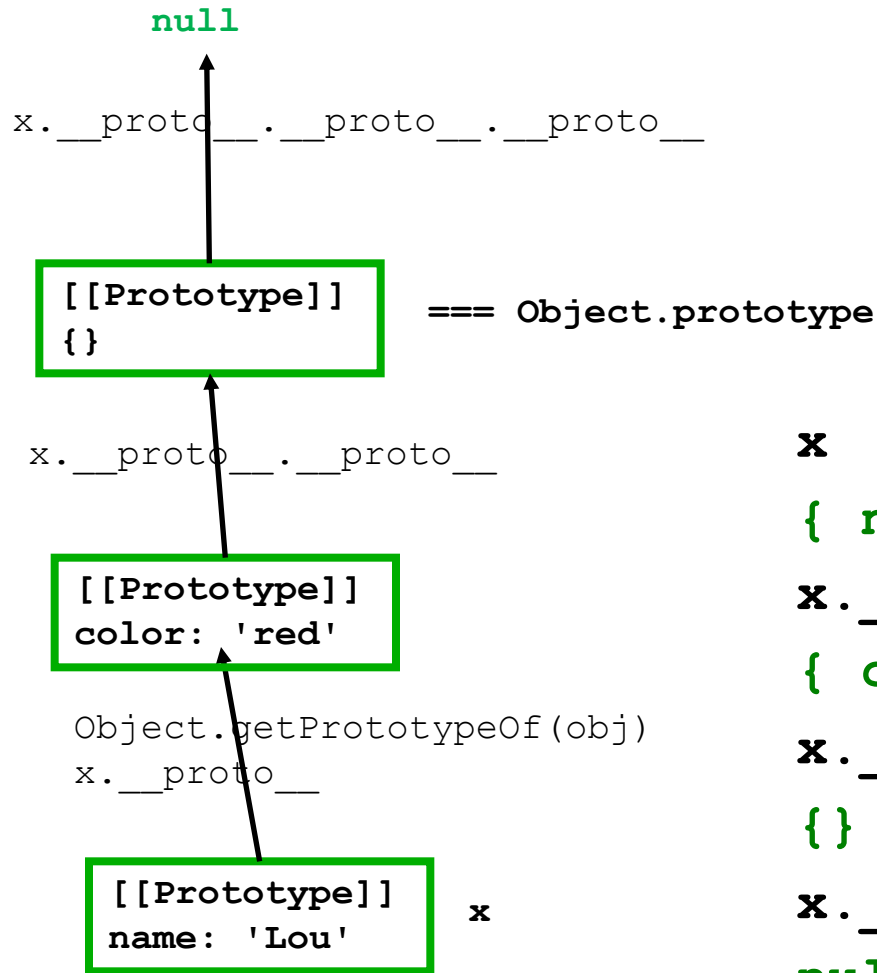 null
x.__proto__.__proto__.__proto__
[[Prototype]]
{}
=== Object.prototype
x.__proto__.__proto__
[[Prototype]]
color: 'red'
Object.getPrototypeOf(obj)
x.__proto__
[[Prototype]]
name: 'Lou'
x
x
{
x._
{
x._
{}
x._